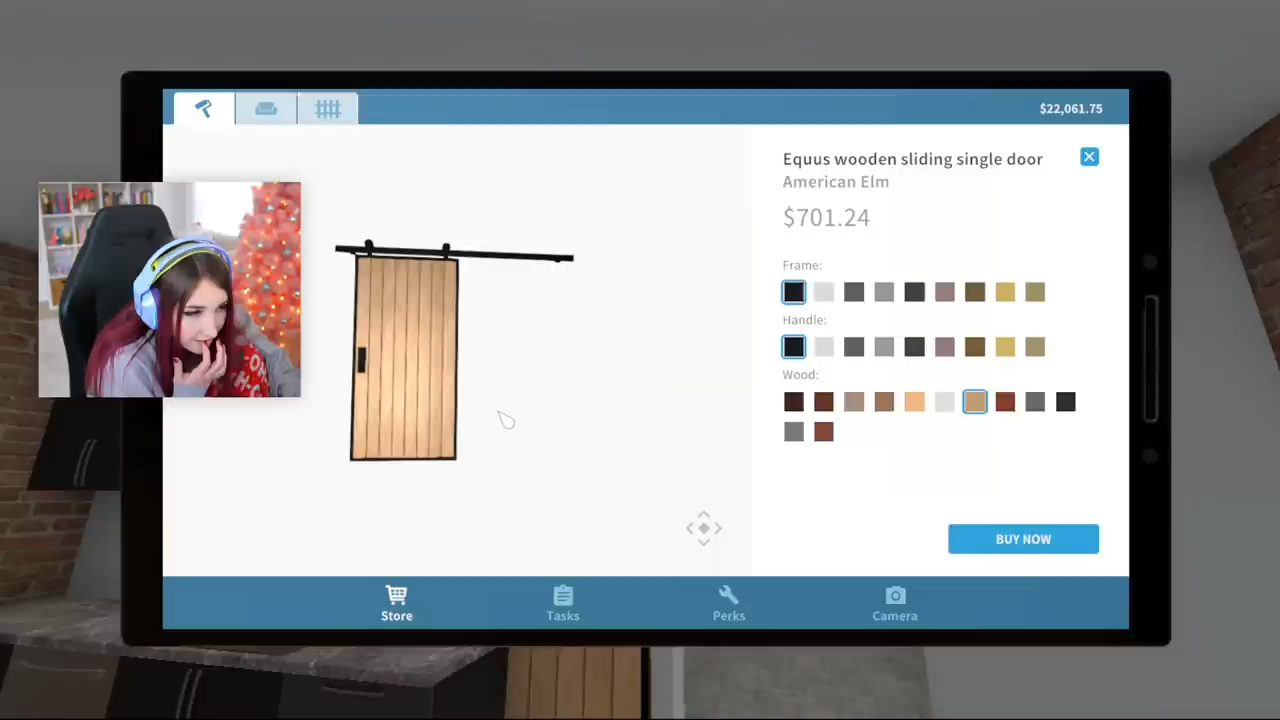 $22,061.75
Equus wooden sliding single door
American Elm
$701.24
Frame:
Handle:
Wood:
BUY NOW
Store
Tasks
Perks
Camera